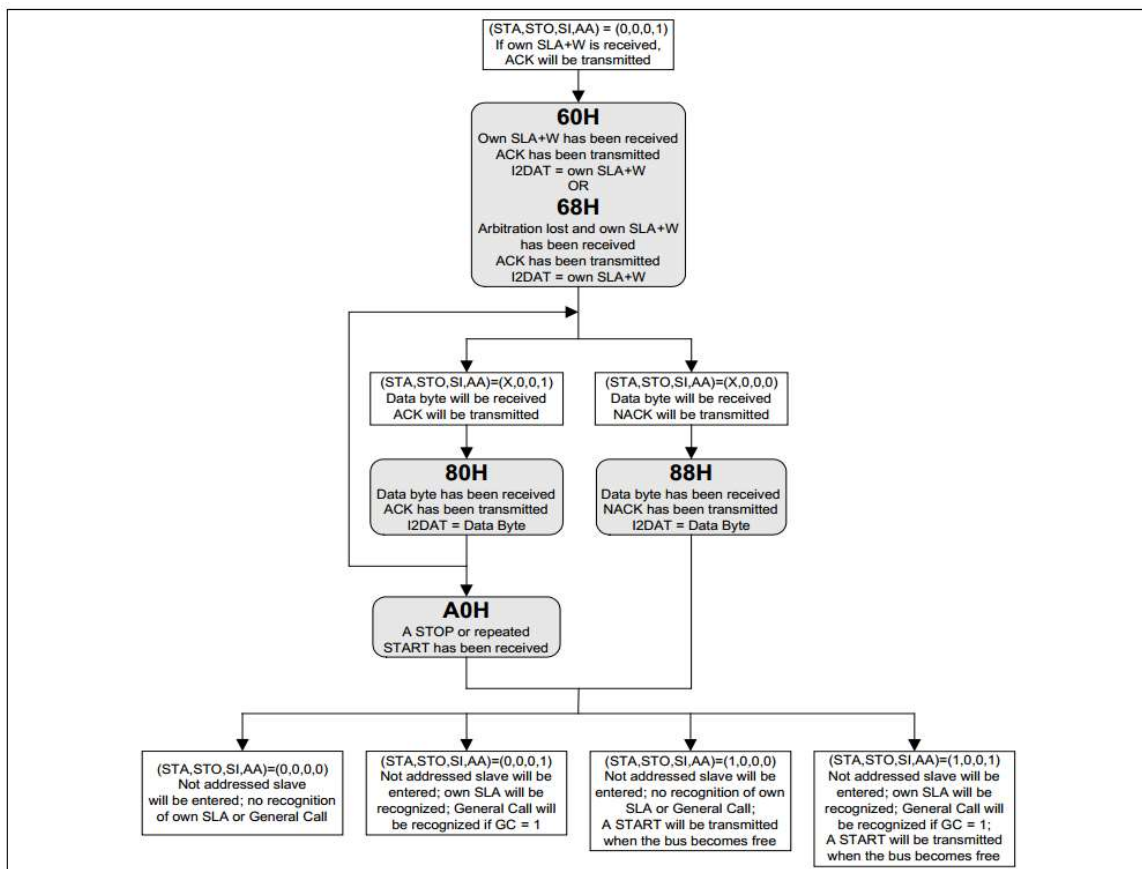 (STA,STO,SI,AA) = (0,0,0,1)
If own SLA+W is received,
ACK will be transmitted
60H
Own SLA+W has been received
ACK has been transmitted
I2DAT = own SLA+W
OR
68H
Arbitration lost and own SLA+W
has been received
ACK has been transmitted
I2DAT = own SLA+W
(STA,STO,SI,AA)=(X,0,0,1)
Data byte will be received
ACK will be transmitted
(STA,STO,SI,AA)=(X,0,0,0)
Data byte will be received
NACK will be transmitted
80H
Data byte has been received
ACK has been transmitted
I2DAT = Data Byte
88H
Data byte has been received
NACK has been transmitted
I2DAT = Data Byte
A0H
A STOP or repeated
START has been received
(STA,STO,SI,AA)=(0,0,0,0)
Not addressed slave
will be entered; no recognition
of own SLA or General Call
(STA,STO,SI,AA)=(0,0,0,1)
Not addressed slave will be
entered; own SLA will be
recognized; General Call will
be recognized if GC = 1
(STA,STO,SI,AA)=(1,0,0,0)
Not addressed slave will be
entered; no recognition of own
SLA or General Call;
A START will be transmitted
when the bus becomes free
(STA,STO,SI,AA)=(1,0,0,1)
Not addressed slave will be
entered; own SLA will be
recognized; General Call will
be recognized if GC = 1;
A START will be transmitted
when the bus becomes free